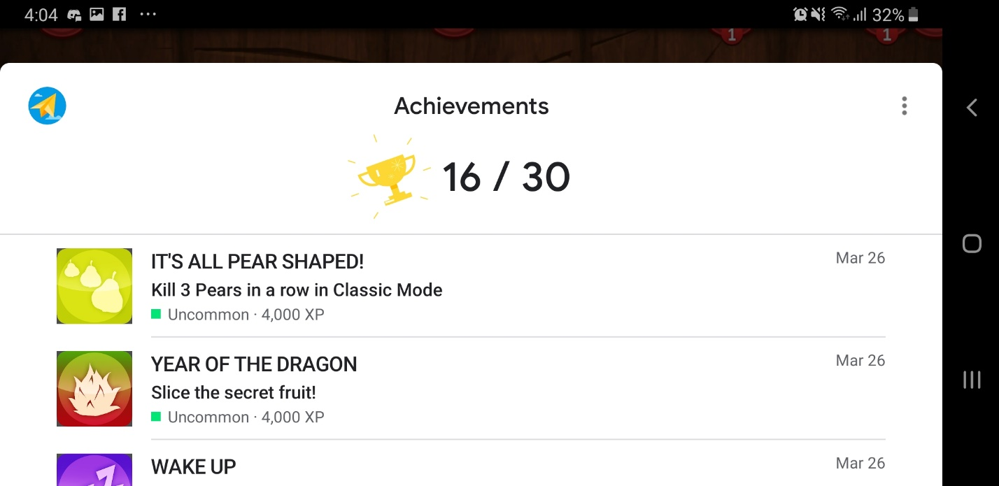 4:04 32%
1 1
Achievements
16 / 30
IT'S ALL PEAR SHAPED! Mar 26
Kill 3 Pears in a row in Classic Mode
Uncommon · 4,000 XP
YEAR OF THE DRAGON Mar 26
Slice the secret fruit!
Uncommon · 4,000 XP
WAKE UP Mar 26